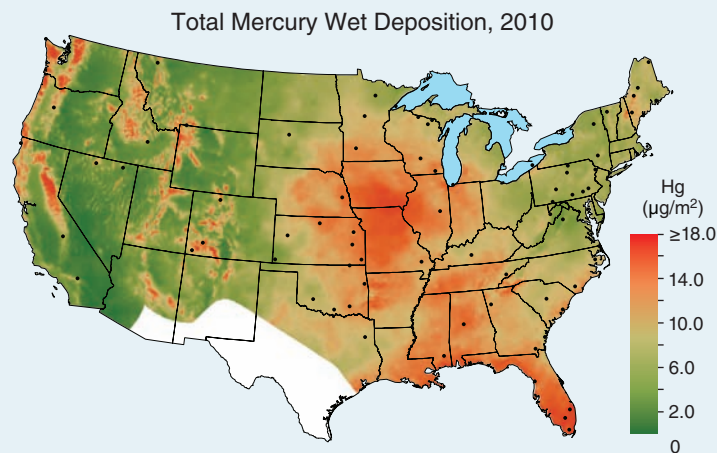 Total Mercury Wet Deposition, 2010
Hg
(µg/m²)
≥18.0
14.0
10.0
6.0
2.0
0